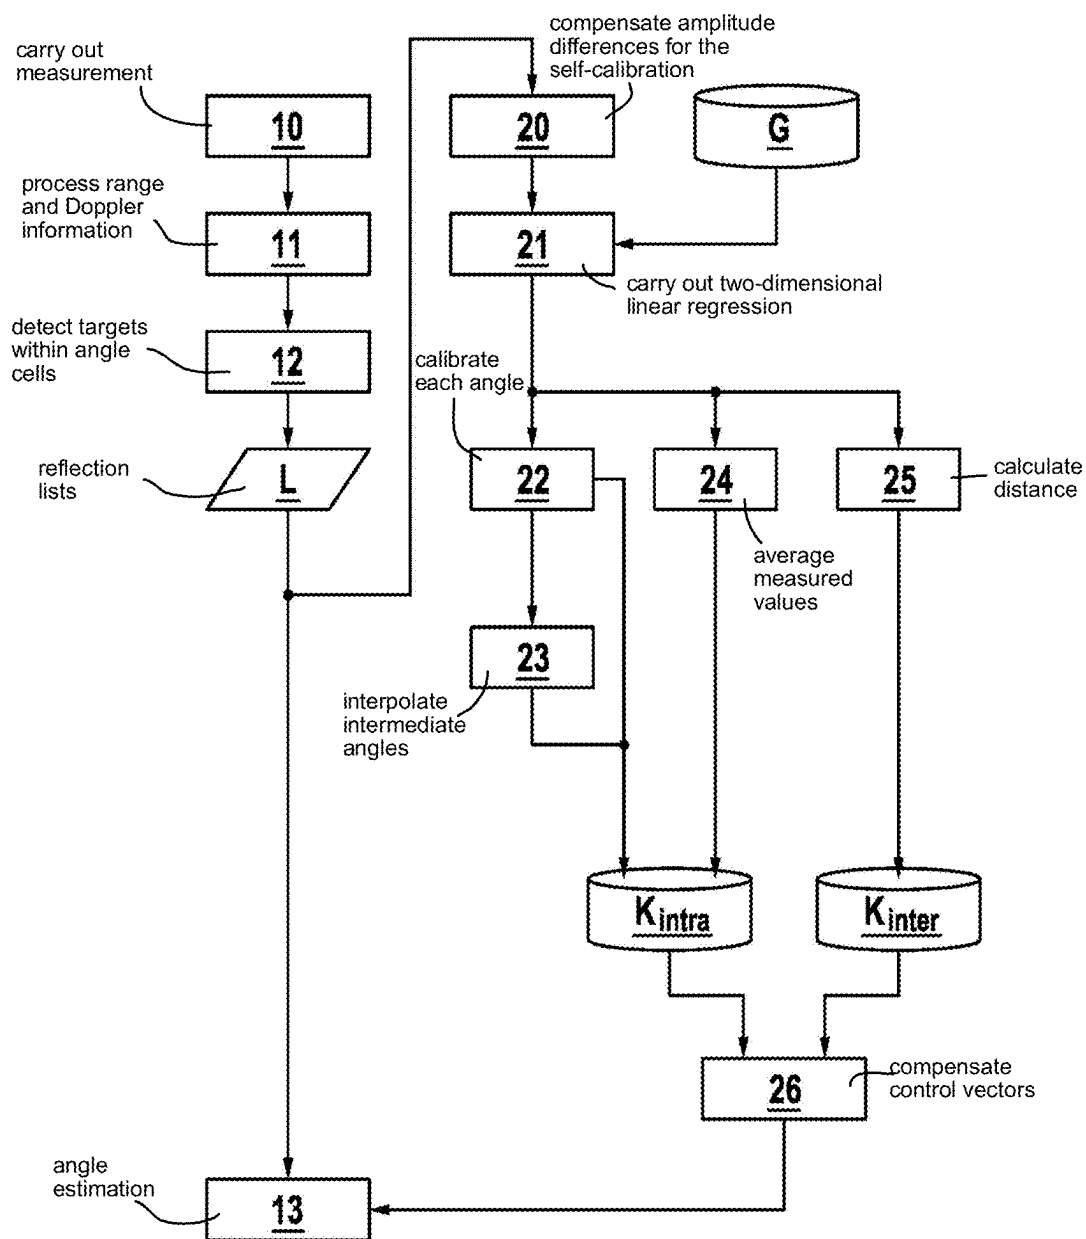 carry out
measurement
10
process range
and Doppler
information
11
detect targets
within angle
cells
12
reflection
lists
L
compensate amplitude
differences for the
self-calibration
20
G
21
carry out two-dimensional
linear regression
calibrate
each angle
22
24
25
calculate
distance
average
measured
values
23
interpolate
intermediate
angles
Kintra
Kinter
26
compensate
control vectors
angle
estimation
13